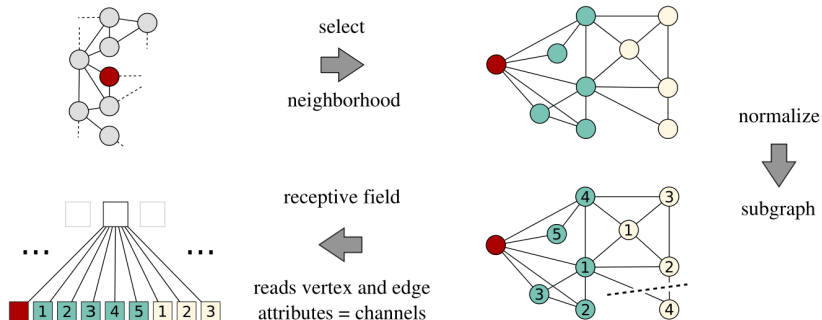 select
neighborhood
normalize
subgraph
4
3
5
1
1
2
3
2
4
receptive field
reads vertex and edge
attributes = channels
... ...
1 2 3 4 5 1 2 3